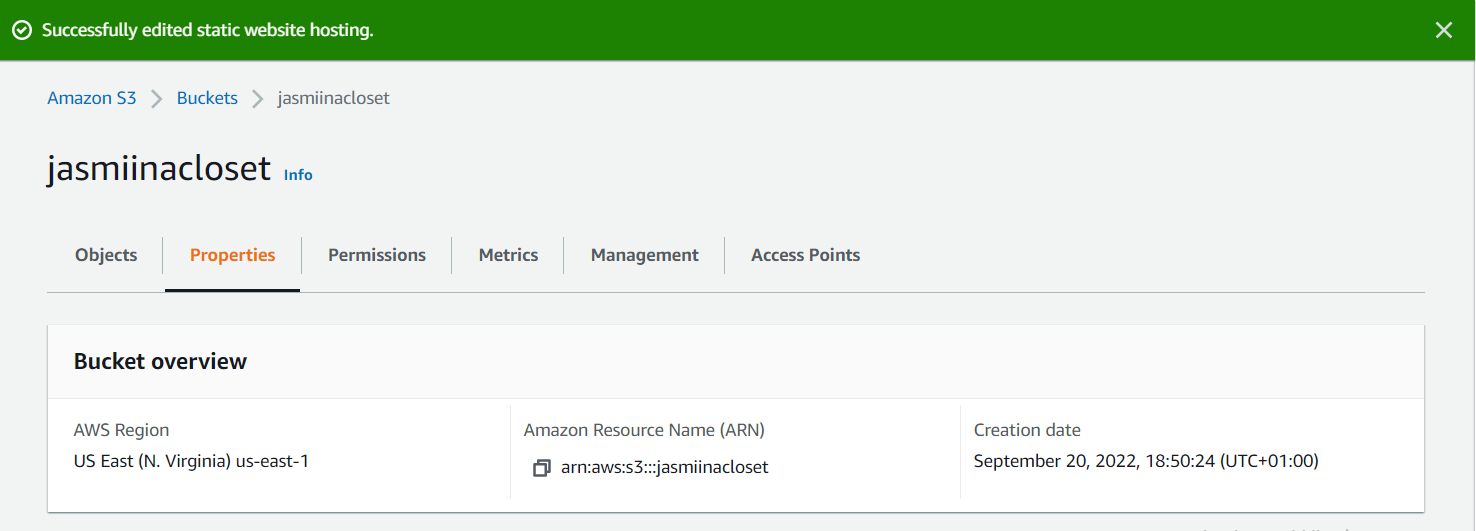 Successfully edited static website hosting.
Amazon S3 Buckets jasmiinacloset
jasmiinacloset Info
Objects Properties Permissions Metrics Management Access Points
Bucket overview
AWS Region Amazon Resource Name (ARN) Creation date
US East (N. Virginia) us-east-1 arn:aws:s3:::jasmiinacloset September 20, 2022, 18:50:24 (UTC+01:00)